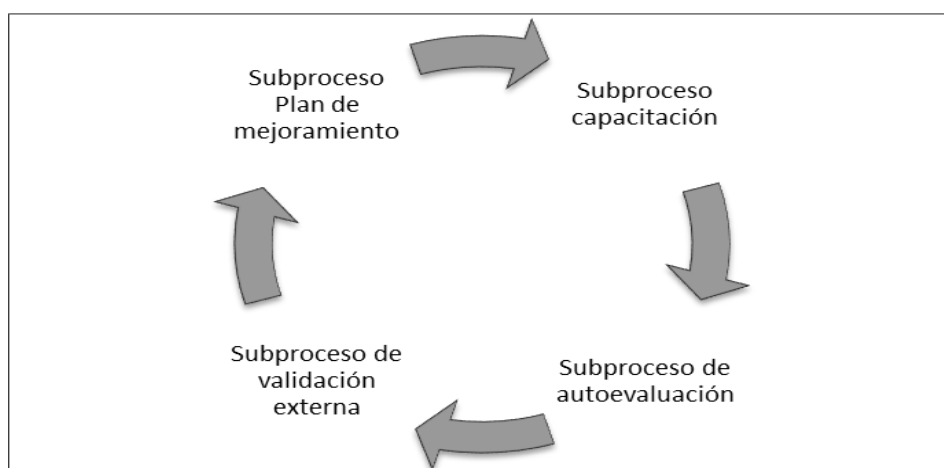 Subproceso
Plan de
mejoramiento
Subproceso
capacitación
Subproceso de
validación
externa
Subproceso de
autoevaluación